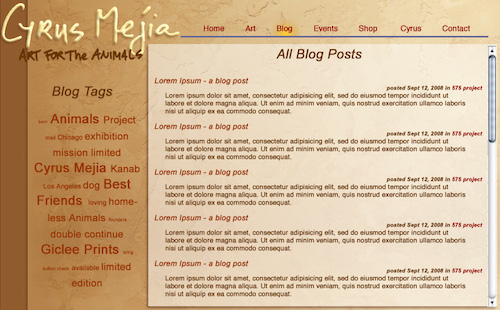 Cyrus Mejia
ART FOR The ANIMALS
Home Art Blog Events Shop Cyrus Contact
All Blog Posts
Blog Tags
Animals Project
Chicago exhibition
mission limited
Cyrus Mejia Kanab
Los Angeles dog Best
Friends loving home-
less Animals
double continue
Giclee Prints
available limited
edition
Lorem Ipsum - a blog post
posted Sept 12, 2008 in 575 project
Lorem ipsum dolor sit amet, consectetur adipisicing elit, sed do eiusmod tempor incididunt ut
labore et dolore magna aliqua. Ut enim ad minim veniam, quis nostrud exercitation ullamco laboris
nisi ut aliquip ex ea commodo consequat.
Lorem Ipsum - a blog post
posted Sept 12, 2008 in 575 project
Lorem ipsum dolor sit amet, consectetur adipisicing elit, sed do eiusmod tempor incididunt ut
labore et dolore magna aliqua. Ut enim ad minim veniam, quis nostrud exercitation ullamco laboris
nisi ut aliquip ex ea commodo consequat.
Lorem Ipsum - a blog post
posted Sept 12, 2008 in 575 project
Lorem ipsum dolor sit amet, consectetur adipisicing elit, sed do eiusmod tempor incididunt ut
labore et dolore magna aliqua. Ut enim ad minim veniam, quis nostrud exercitation ullamco laboris
nisi ut aliquip ex ea commodo consequat.
Lorem Ipsum - a blog post
posted Sept 12, 2008 in 575 project
Lorem ipsum dolor sit amet, consectetur adipisicing elit, sed do eiusmod tempor incididunt ut
labore et dolore magna aliqua. Ut enim ad minim veniam, quis nostrud exercitation ullamco laboris
nisi ut aliquip ex ea commodo consequat.
Lorem Ipsum - a blog post
posted Sept 12, 2008 in 575 project
Lorem ipsum dolor sit amet, consectetur adipisicing elit, sed do eiusmod tempor incididunt ut
labore et dolore magna aliqua. Ut enim ad minim veniam, quis nostrud exercitation ullamco laboris
nisi ut aliquip ex ea commodo consequat.